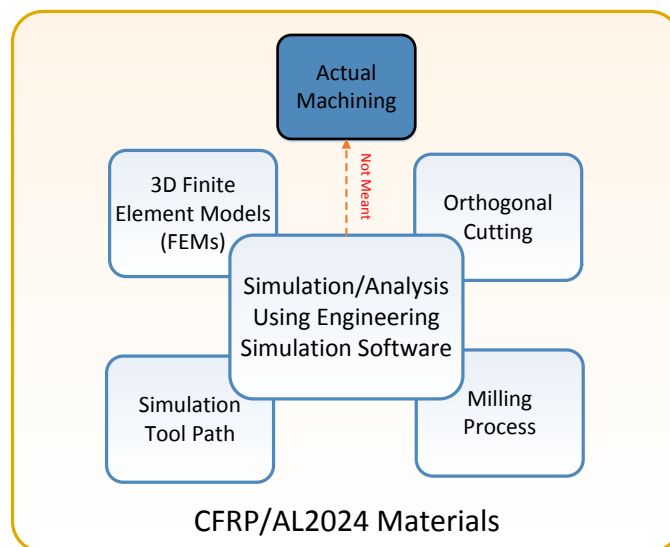 Actual
Machining
Not Meant
3D Finite
Element Models
(FEMs)
Orthogonal
Cutting
Simulation/Analysis
Using Engineering
Simulation Software
Simulation
Tool Path
Milling
Process
CFRP/AL2024 Materials